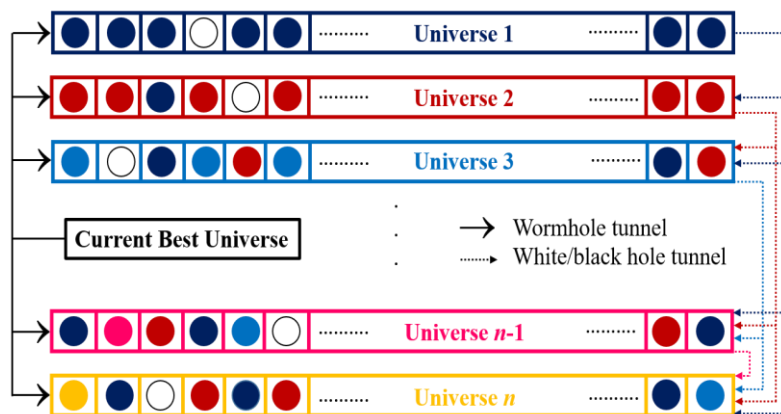 .......... Universe 1 ..........
.......... Universe 2 ..........
.......... Universe 3 ..........
Current Best Universe
Wormhole tunnel
White/black hole tunnel
.......... Universe n-1 ..........
.......... Universe n ..........